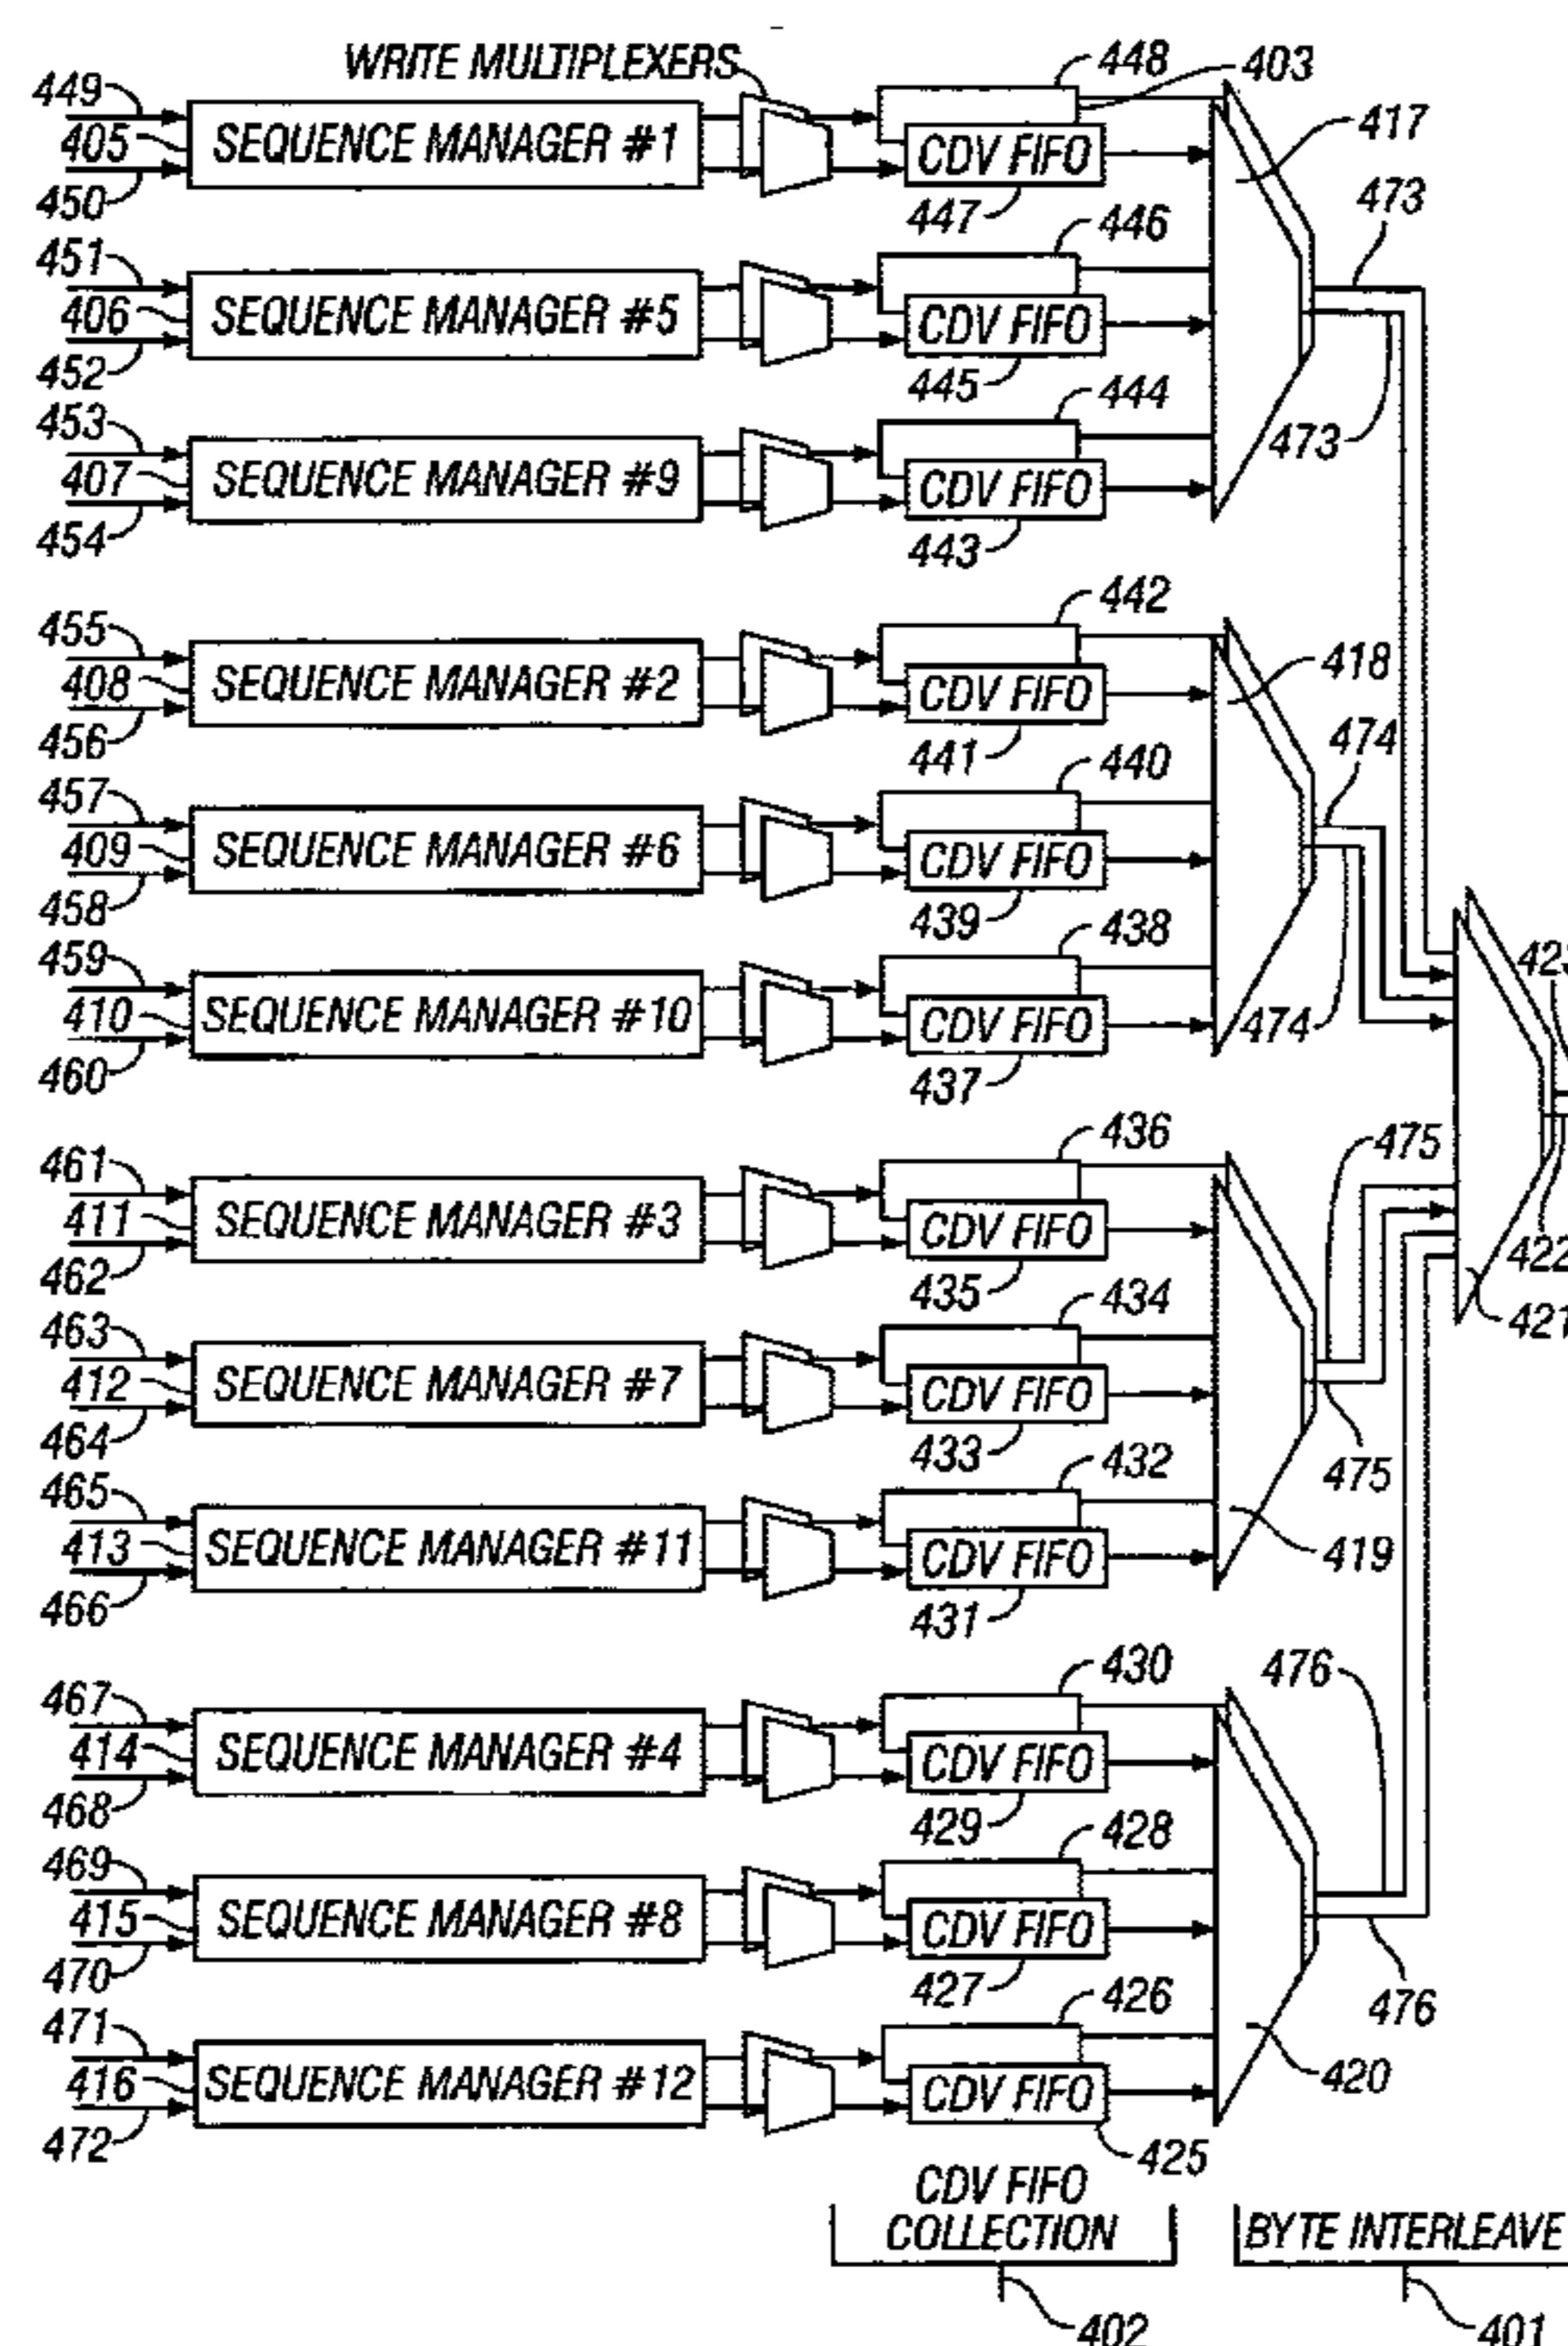 WRITE MULTIPLEXERS
448
403
449
405
450
SEQUENCE MANAGER #1
CDV FIFO
447
417
473
446
451
406
452
SEQUENCE MANAGER #5
CDV FIFO
445
444
473
453
407
454
SEQUENCE MANAGER #9
CDV FIFO
443
442
455
408
456
SEQUENCE MANAGER #2
CDV FIFO
441
418
474
440
457
409
458
SEQUENCE MANAGER #6
CDV FIFO
439
438
459
410
460
SEQUENCE MANAGER #10
CDV FIFO
437
474
423
436
475
461
411
462
SEQUENCE MANAGER #3
CDV FIFO
435
422
421
434
463
412
464
SEQUENCE MANAGER #7
CDV FIFO
433
432
475
465
413
466
SEQUENCE MANAGER #11
CDV FIFO
431
419
430
476
467
414
468
SEQUENCE MANAGER #4
CDV FIFO
429
428
469
415
470
SEQUENCE MANAGER #8
CDV FIFO
427
426
476
471
416
472
SEQUENCE MANAGER #12
CDV FIFO
425
420
CDV FIFO
COLLECTION
BYTE INTERLEAVE
402
401